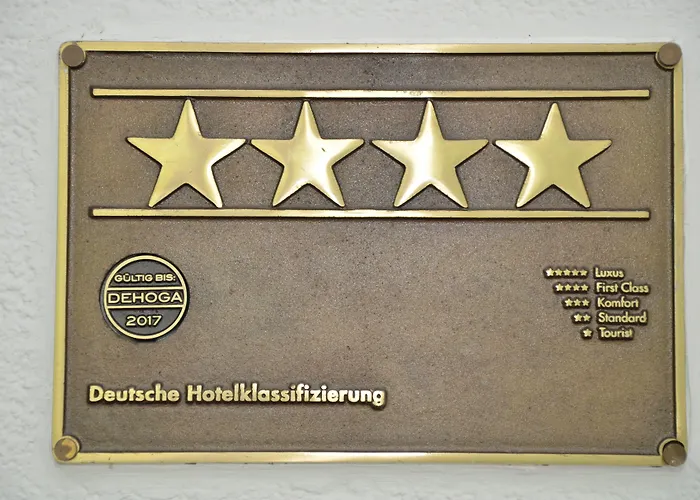 GÜLTIG BIS:
DEHOGA
2017
Luxus
First Class
Komfort
Standard
Tourist
Deutsche Hotelklassifizierung